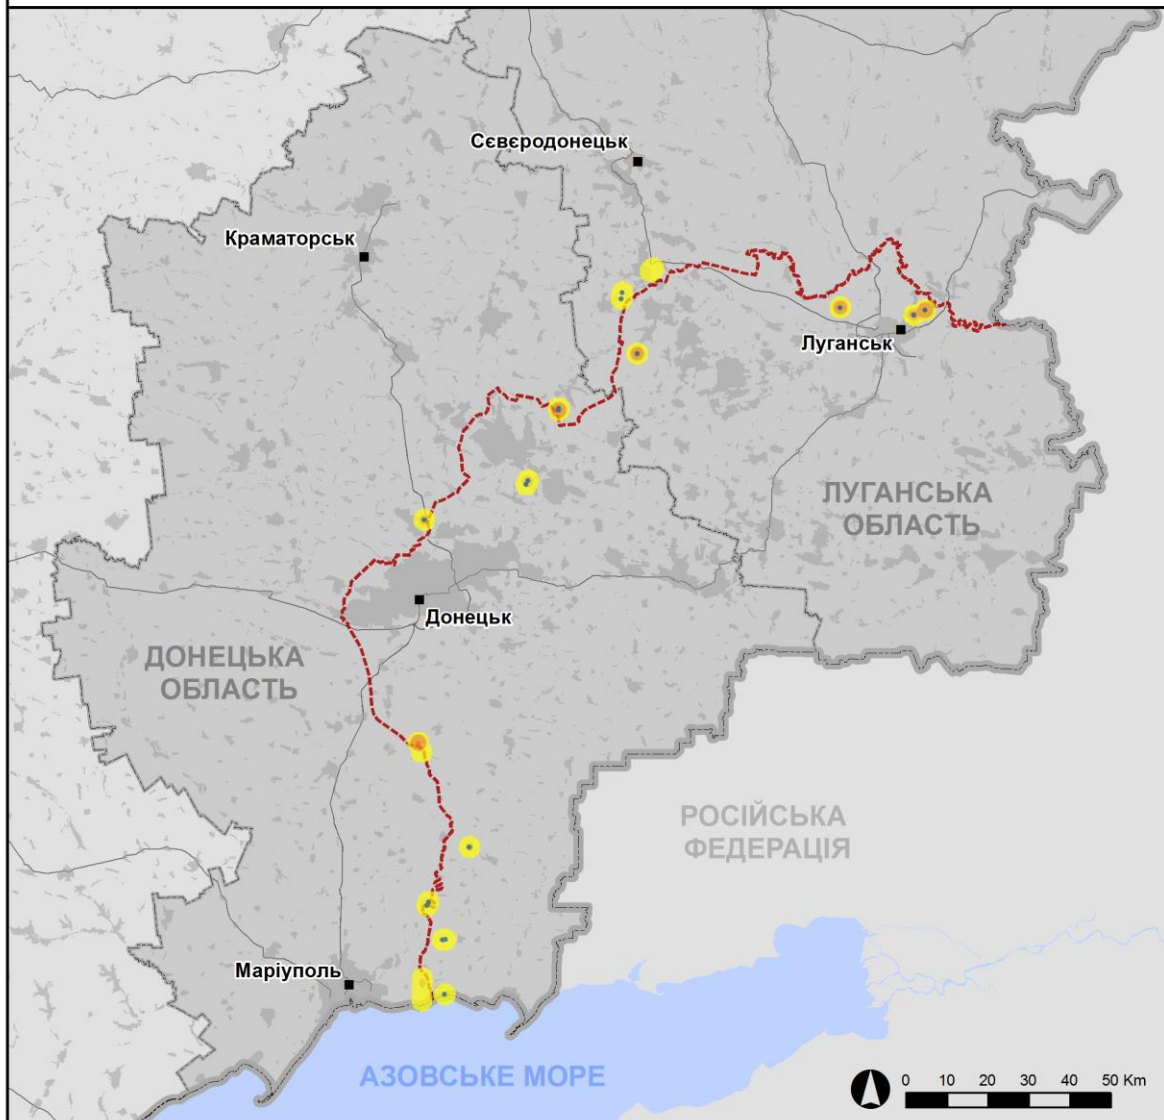 Сєвєродонецьк
Краматорськ
Луганськ
ЛУГАНСЬКА
ОБЛАСТЬ
Донецьк
ДОНЕЦЬКА
ОБЛАСТЬ
РОСІЙСЬКА
ФЕДЕРАЦІЯ
Маріуполь
АЗОВСЬКЕ МОРЕ
0 10 20 30 40 50 Km